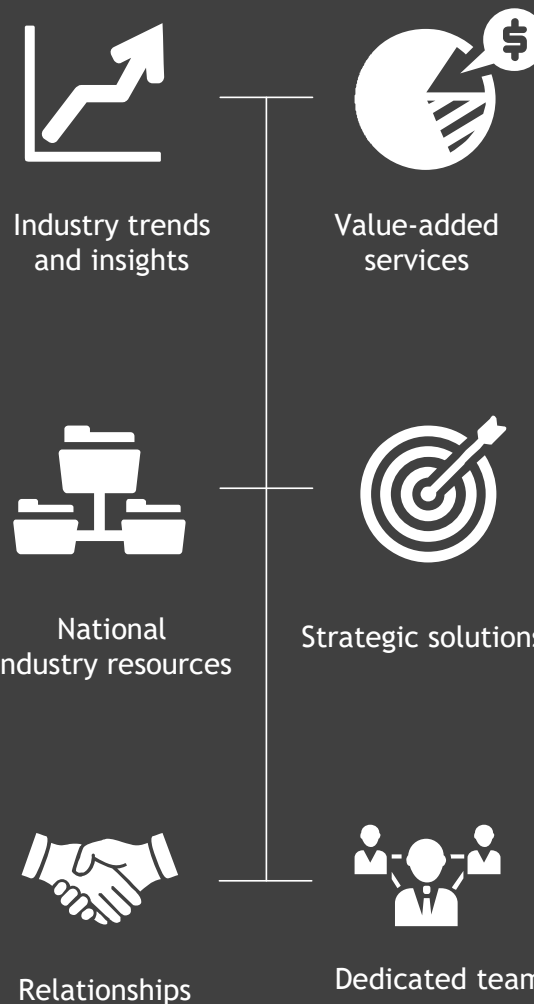 $
Industry trends
and insights
Value-added
services
National
ndustry resources
Strategic solutions
Relationships
Dedicated team